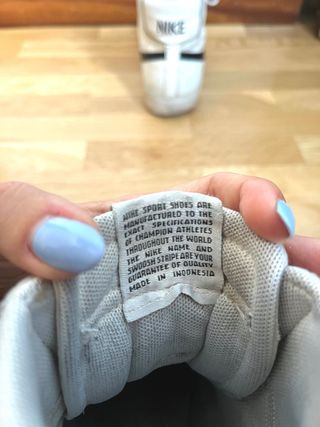 NIKE
NIKE SPORT SHOES ARE
MANUFACTURED TO THE
EXACT SPECIFICATIONS
OF CHAMPION ATHLETES
THROUGHOUT THE WORLD
THE NIKE NAME AND
SWOOSH STRIPE ARE YOUR
GUARANTEE OF QUALITY
MADE IN INDONESIA